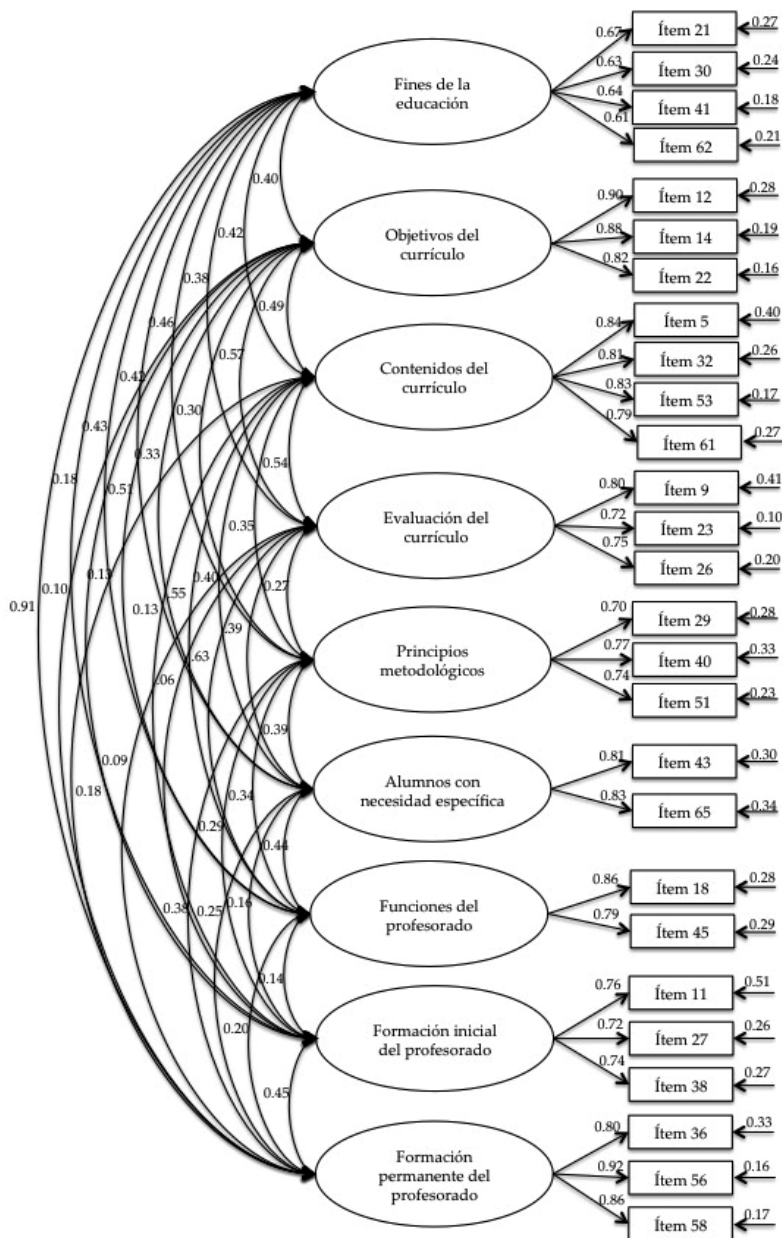 0.67
Ítem 21
0.27
0.63
Ítem 30
0.24
Fines de la
educación
0.64
Ítem 41
0.18
0.61
Ítem 62
0.21
0.40
0.90
Ítem 12
0.28
Objetivos del
currículo
0.88
Ítem 14
0.19
0.82
Ítem 22
0.16
0.42
0.38
0.49
0.46
0.57
0.84
Ítem 5
0.40
Contenidos del
currículo
0.81
Ítem 32
0.26
0.83
Ítem 53
0.17
0.79
Ítem 61
0.27
0.42
0.30
0.43
0.33
0.54
0.18
0.51
0.80
Ítem 9
0.41
Evaluación del
currículo
0.72
Ítem 23
0.10
0.75
Ítem 26
0.20
0.35
0.10
0.13
0.40
0.27
0.55
0.13
0.91
0.39
0.63
0.06
0.70
Ítem 29
0.28
Principios
metodológicos
0.77
Ítem 40
0.33
0.74
Ítem 51
0.23
0.39
0.09
0.18
0.34
0.81
Ítem 43
0.30
Alumnos con
necesidad específica
0.83
Ítem 65
0.34
0.29
0.44
0.86
Ítem 18
0.28
Funciones del
profesorado
0.79
Ítem 45
0.29
0.38
0.25
0.16
0.14
0.76
Ítem 11
0.51
Formación inicial
del profesorado
0.72
Ítem 27
0.26
0.74
Ítem 38
0.27
0.20
0.45
0.80
Ítem 36
0.33
Formación
permanente del
profesorado
0.92
Ítem 56
0.16
0.86
Ítem 58
0.17